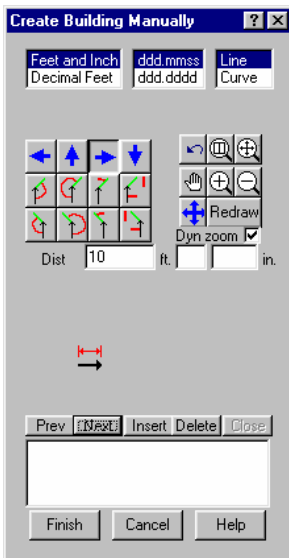 Create Building Manually ? ×
Feet and Inch ddd.mmss Line
Decimal Feet ddd.dddd Curve
Redraw
Dyn zoom
Dist 10 ft. in.
Prev Next Insert Delete Close
Finish Cancel Help